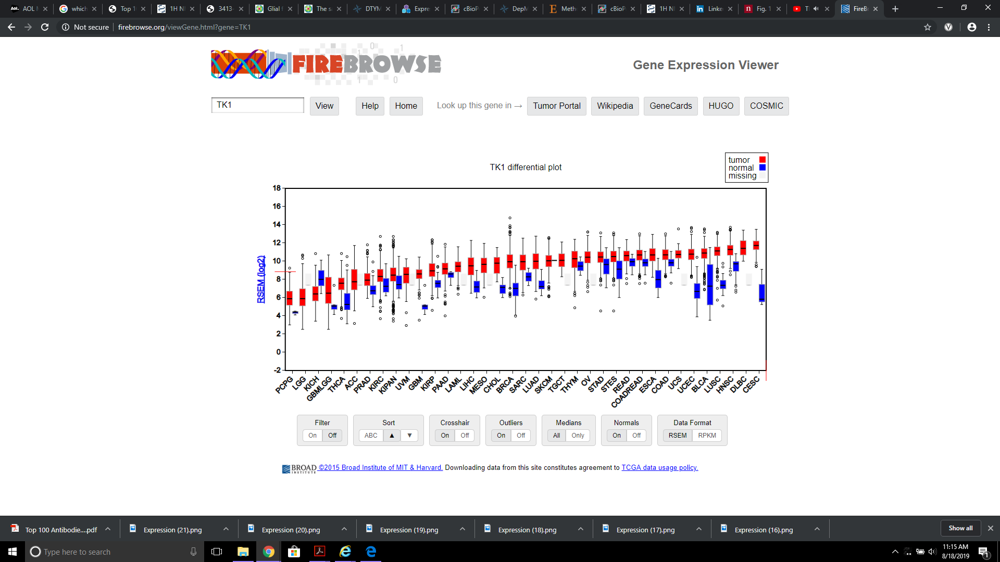 Aol. AOL M
which
Top 1
1H N
3413-
Glial f
The sa
DTYM
Expre
cBioP
DepM
Meth
cBioP
1H N
Linke
Fig. 1
FireBr
Not secure firebrowse.org/viewGene.html?gene=TK1
FIREBROWSE
Gene Expression Viewer
TK1 View Help Home Look up this gene in → Tumor Portal Wikipedia GeneCards HUGO COSMIC
tumor
normal
missing
TK1 differential plot
RSEM (log2)
18
16
14
12
10
8
6
4
2
0
-2
PCPG LGG KICH GBMLGG THCA ACC PRAD KIRC KIPAN UVM GBM KIRP PAAD LAML LIHC MESO CHOL BRCA SARC LUAD SKCM TGCT THYM OV STAD STES READ COADREAD ESCA COAD UCS UCEC BLCA LUSC HNSC DLBC CESC
Filter Sort Crosshair Outliers Medians Normals Data Format
On Off ABC ▲ ▼ On Off On Off All Only On Off RSEM RPKM
BROAD INSTITUTE ©2015 Broad Institute of MIT & Harvard. Downloading data from this site constitutes agreement to TCGA data usage policy.
Top 100 Antibodie....pdf Expression (21).png Expression (20).png Expression (19).png Expression (18).png Expression (17).png Expression (16).png Show all
Type here to search
11:15 AM
8/18/2019
1